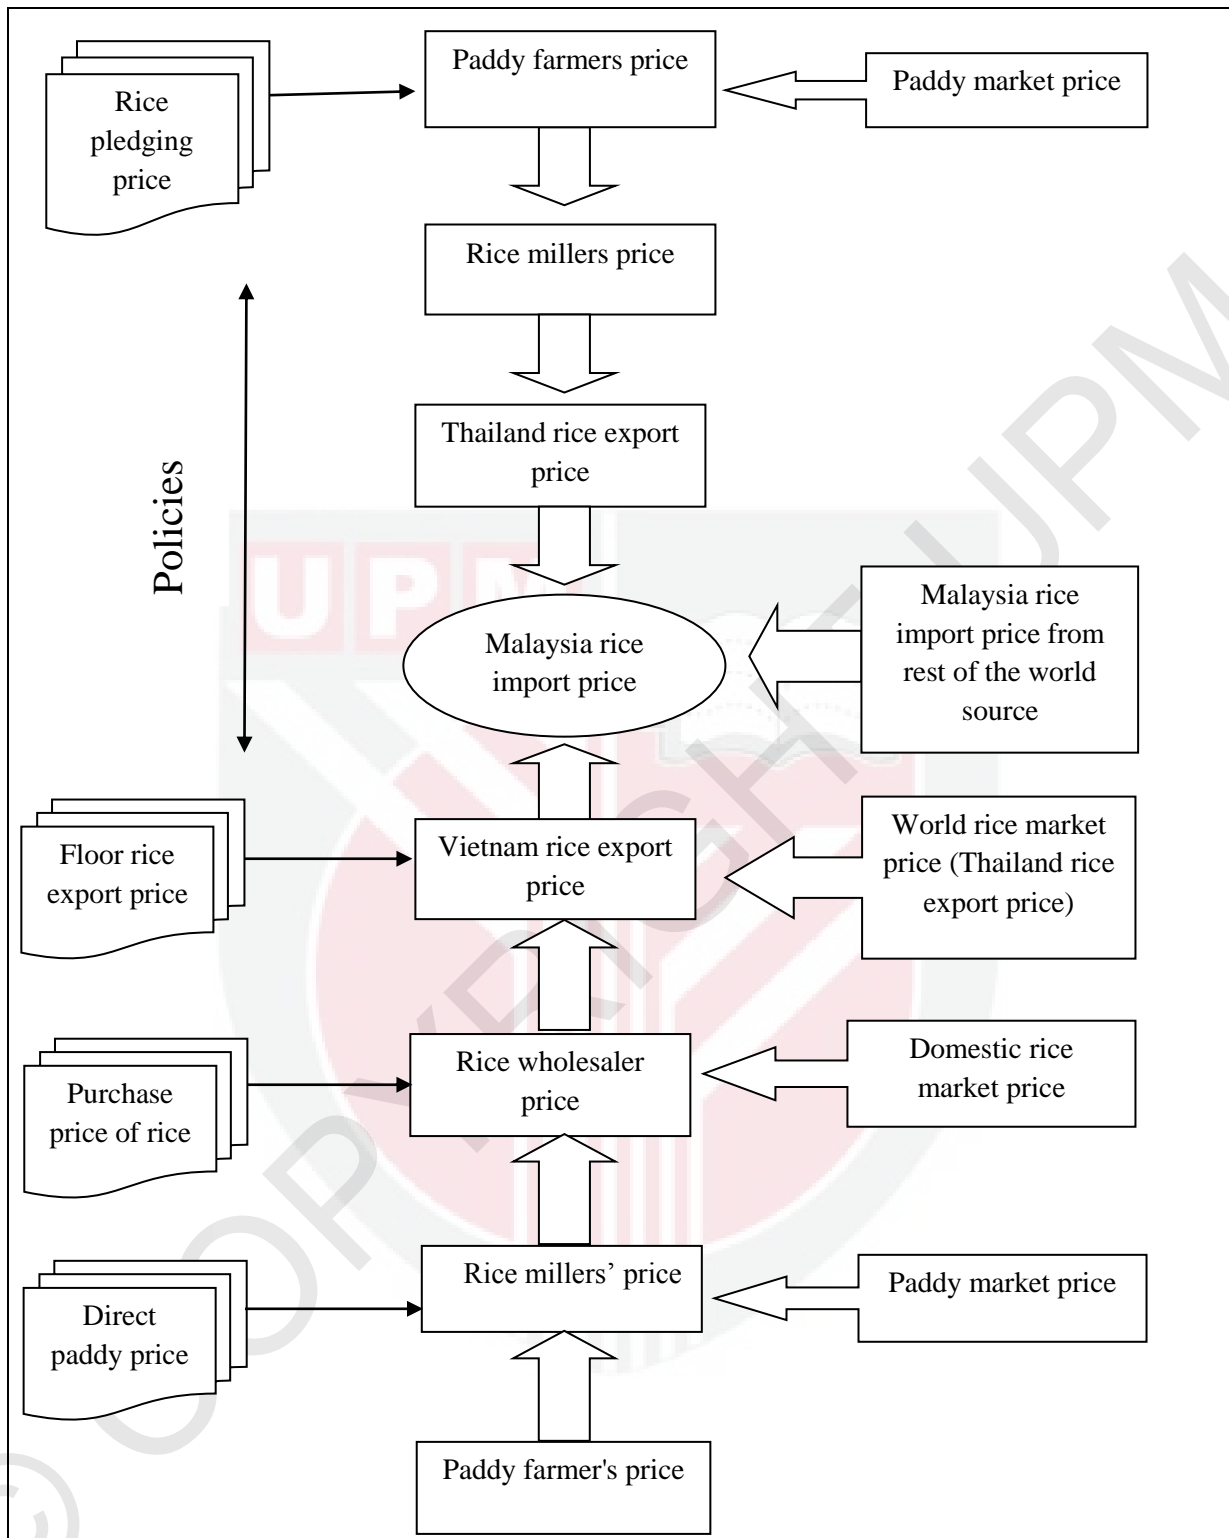 Paddy farmers price
Paddy market price
Rice
pledging
price
Rice millers price
Thailand rice export
price
Policies
UPM
Malaysia rice
import price
Malaysia rice
import price from
rest of the world
source
Vietnam rice export
price
World rice market
price (Thailand rice
export price)
Floor rice
export price
Rice wholesaler
price
Domestic rice
market price
Purchase
price of rice
Rice millers’ price
Paddy market price
Direct
paddy price
Paddy farmer's price
© COPYRIGHT UPM